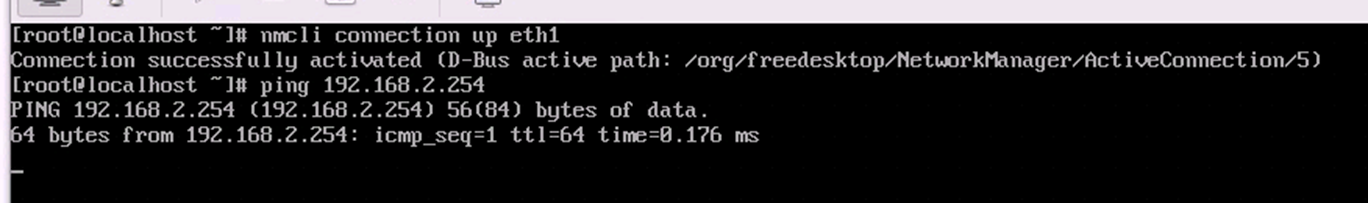 [root@localhost ~]# nmcli connection up eth1
Connection successfully activated (D-Bus active path: /org/freedesktop/NetworkManager/ActiveConnection/5)
[root@localhost ~]# ping 192.168.2.254
PING 192.168.2.254 (192.168.2.254) 56(84) bytes of data.
64 bytes from 192.168.2.254: icmp_seq=1 ttl=64 time=0.176 ms